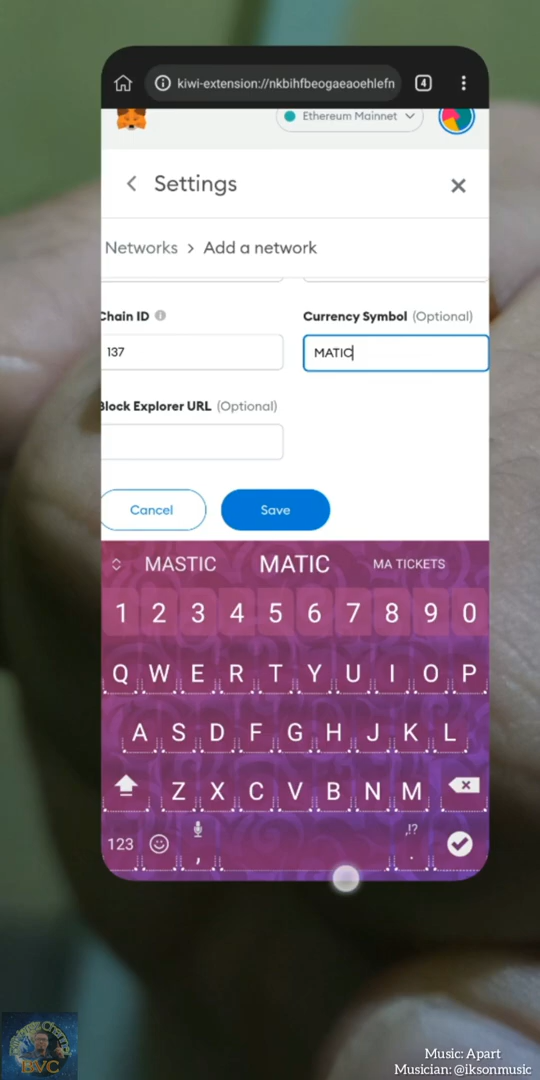 kiwi-extension://nkbihfbeogaeaoehlefn
4
Ethereum Mainnet
Settings
Networks > Add a network
Chain ID
Currency Symbol (Optional)
137
MATIC
Block Explorer URL (Optional)
Cancel
Save
MASTIC MATIC MA TICKETS
1 2 3 4 5 6 7 8 9 0
Q W E R T Y U I O P
A S D F G H J K L
Z X C V B N M
123 , ,!? .
BVC
Music: Apart
Musician: @iksonmusic